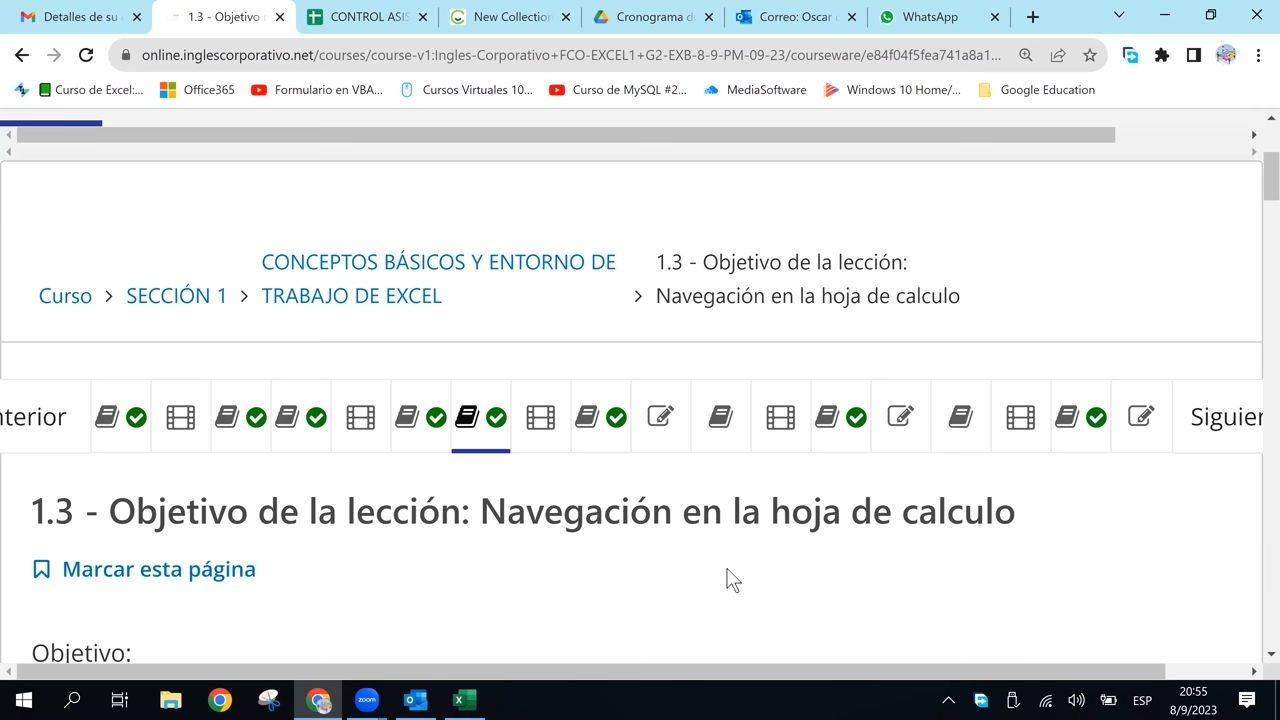 Detalles de su
1.3 - Objetivo d
CONTROL ASIS
New Collection
Cronograma d
Correo: Oscar
WhatsApp
online.inglescorporativo.net/courses/course-v1:Ingles-Corporativo+FCO-EXCEL1+G2-EXB-8-9-PM-09-23/courseware/e84f04f5fea741a8a1...
Curso de Excel:...
Office365
Formulario en VBA...
Cursos Virtuales 10...
Curso de MySQL #2...
MediaSoftware
Windows 10 Home/...
Google Education
Curso > SECCIÓN 1 > CONCEPTOS BÁSICOS Y ENTORNO DE
TRABAJO DE EXCEL > 1.3 - Objetivo de la lección:
Navegación en la hoja de calculo
nterior
Siguien
1.3 - Objetivo de la lección: Navegación en la hoja de calculo
Marcar esta página
Objetivo:
zoom
ESP
20:55
8/9/2023